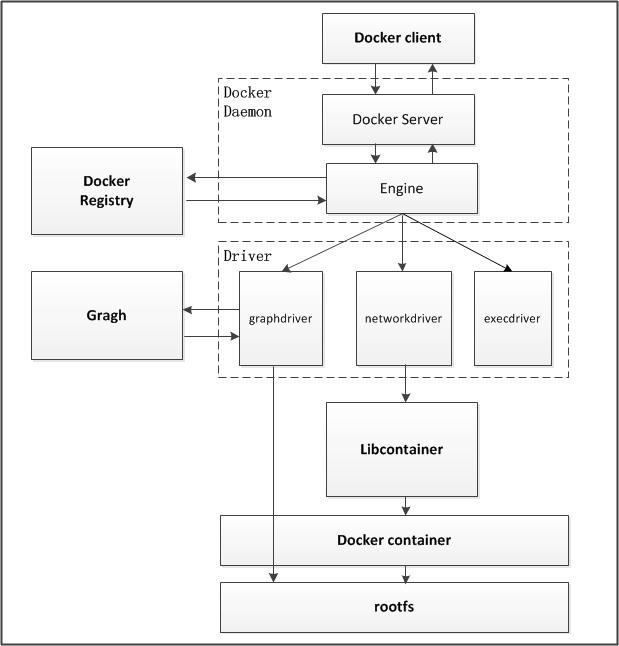 Docker client
Docker
Daemon
Docker Server
Docker
Registry
Engine
Driver
Gragh
graphdriver
networkdriver
execdriver
Libcontainer
Docker container
rootfs